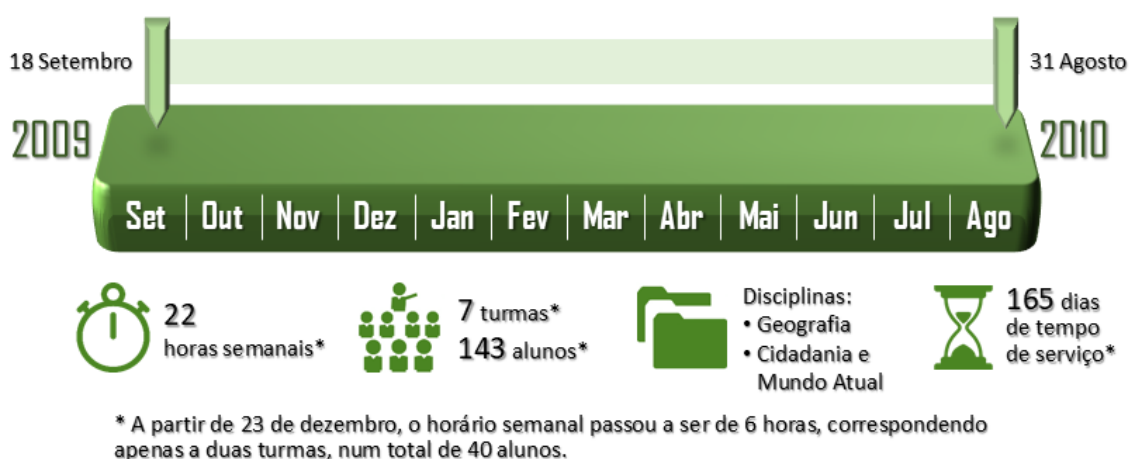 18 Setembro
31 Agosto
2009
2010
Set Out Nov Dez Jan Fev Mar Abr Mai Jun Jul Ago
22
horas semanais*
7 turmas*
143 alunos*
Disciplinas:
• Geografia
• Cidadania e
Mundo Atual
165 dias
de tempo
de serviço*
* A partir de 23 de dezembro, o horário semanal passou a ser de 6 horas, correspondendo
apenas a duas turmas, num total de 40 alunos.